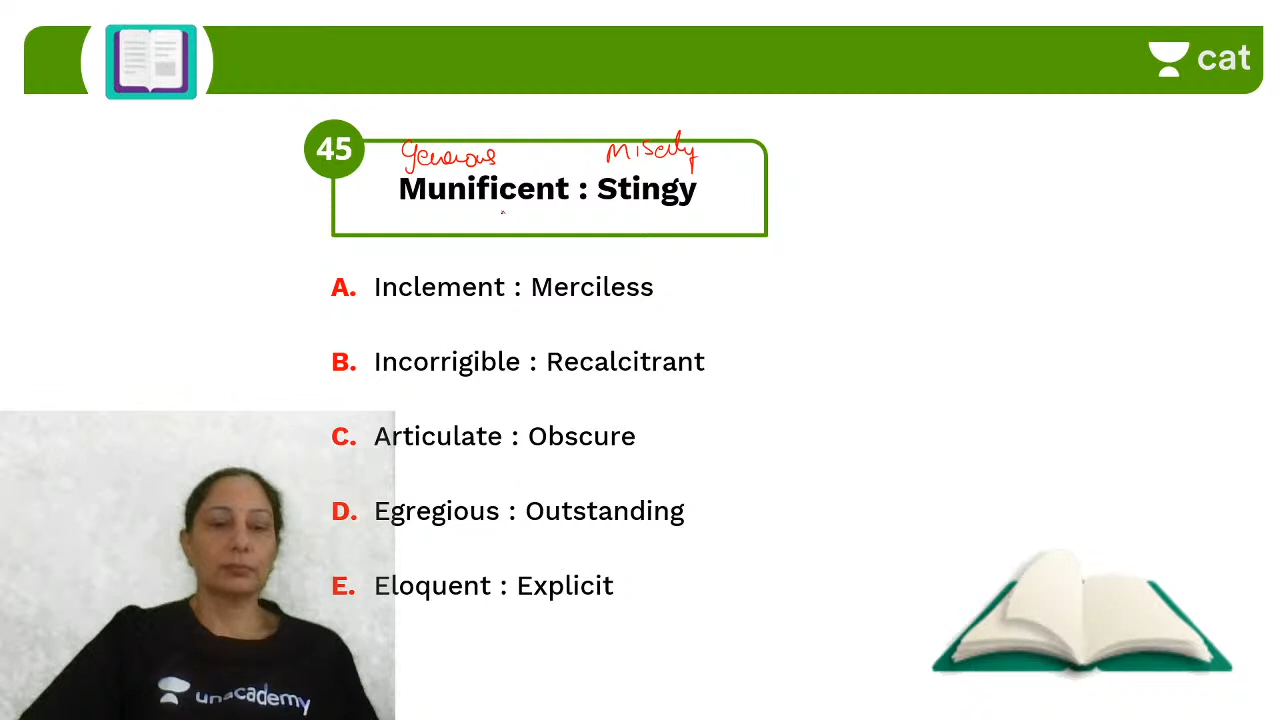 cat
45
Generous Miserly
Munificent : Stingy
A. Inclement : Merciless
B. Incorrigible : Recalcitrant
C. Articulate : Obscure
D. Egregious : Outstanding
E. Eloquent : Explicit
unacademy